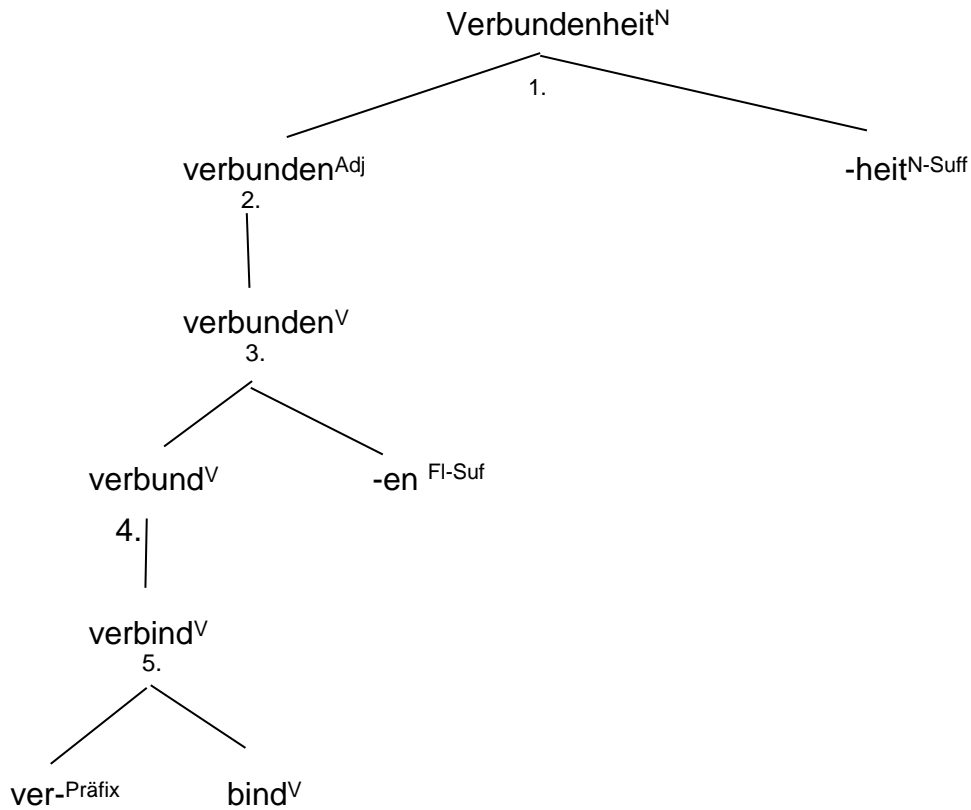 Verbundenheitᴺ
1.
verbundenAdj -heitN-Suff
2.
verbundenV
3.
verbundV -en Fl-Suf
4.
verbindV
5.
ver-Präfix bindV